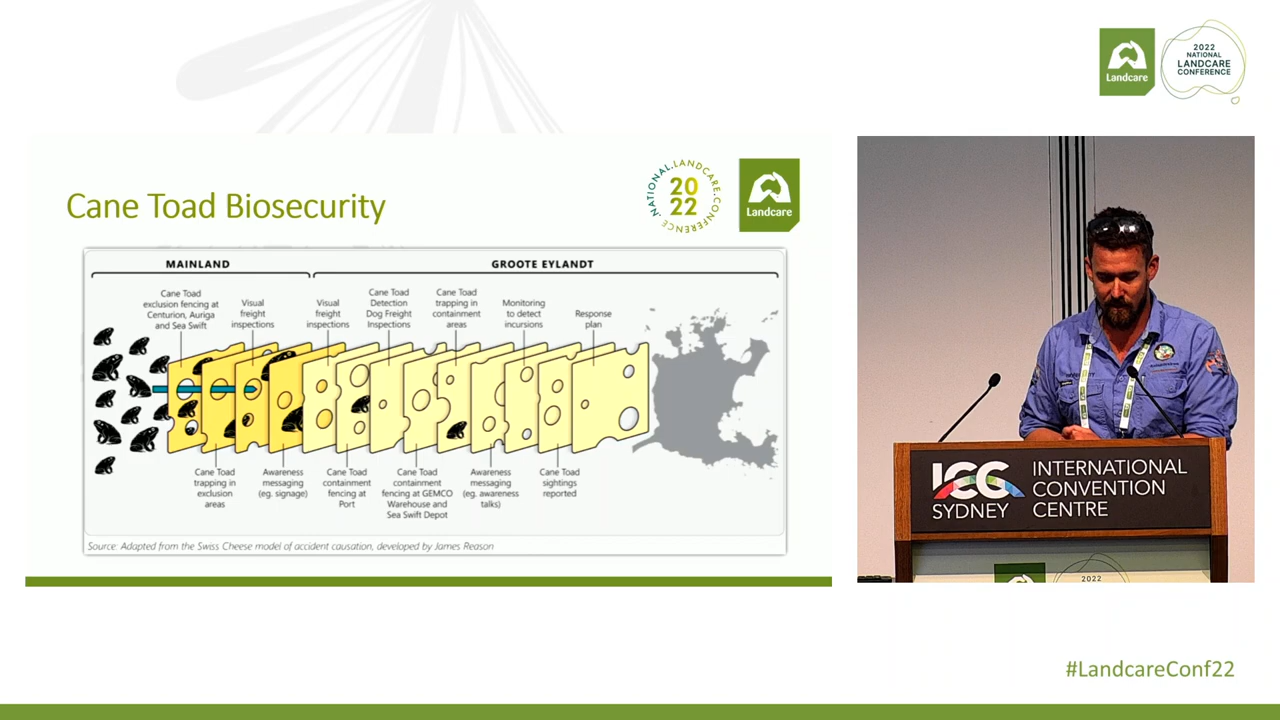 Landcare
2022
NATIONAL
LANDCARE
CONFERENCE
Cane Toad Biosecurity
NATIONAL.LANDCARE.CONFERENCE.
20
22
Landcare
MAINLAND
GROOTE EYLANDT
Cane Toad
exclusion fencing at
Centurion, Auriga
and Sea Swift
Visual
freight
inspections
Visual
freight
inspections
Cane Toad
Detection
Dog Freight
Inspections
Cane Toad
trapping in
containment
areas
Monitoring
to detect
incursions
Response
plan
Cane Toad
trapping in
exclusion
areas
Awareness
messaging
(eg. signage)
Cane Toad
containment
fencing at
Port
Cane Toad
containment
fencing at GEMCO
Warehouse and
Sea Swift Depot
Awareness
messaging
(eg. awareness
talks)
Cane Toad
sightings
reported
Source: Adapted from the Swiss Cheese model of accident causation, developed by James Reason
ICC
SYDNEY
INTERNATIONAL
CONVENTION
CENTRE
2022
#LandcareConf22